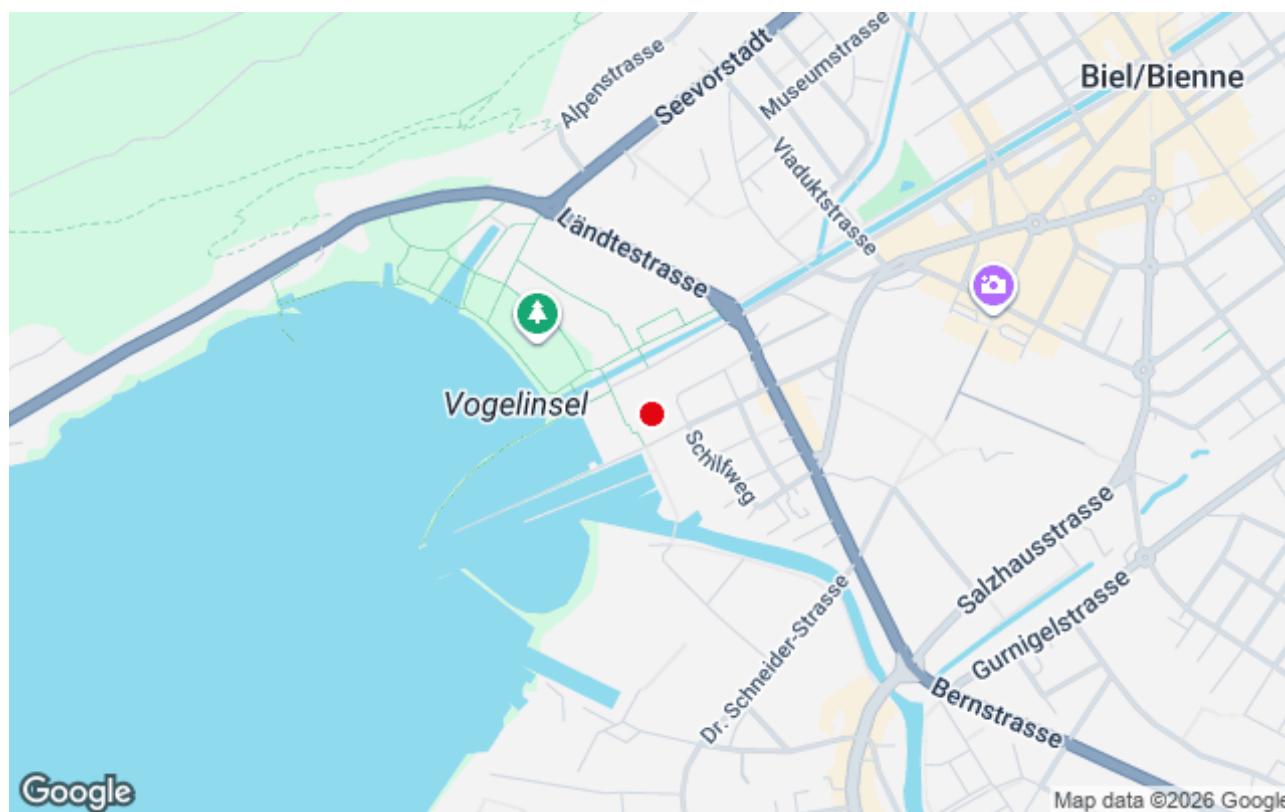 Biel/Bienne
Seevorstadt
Alpenstrasse
Museumstrasse
Viaduktstrasse
Ländtestrasse
Vogelinsel
Schilfweg
Salzhausstrasse
Gurnigelstrasse
Dr. Schneider-Strasse
Bernstrasse
Google
Map data ©2026 Google